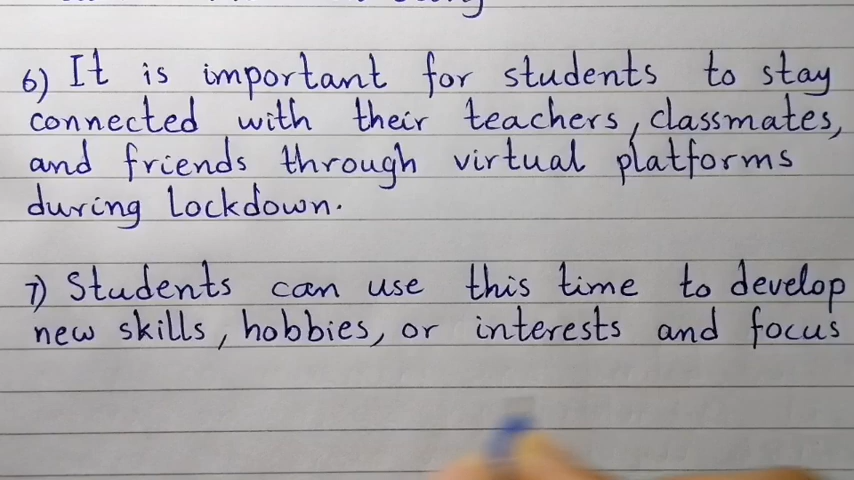 6) It is important for students to stay
connected with their teachers, classmates,
and friends through virtual platforms
during lockdown.
7) Students can use this time to develop
new skills, hobbies, or interests and focus